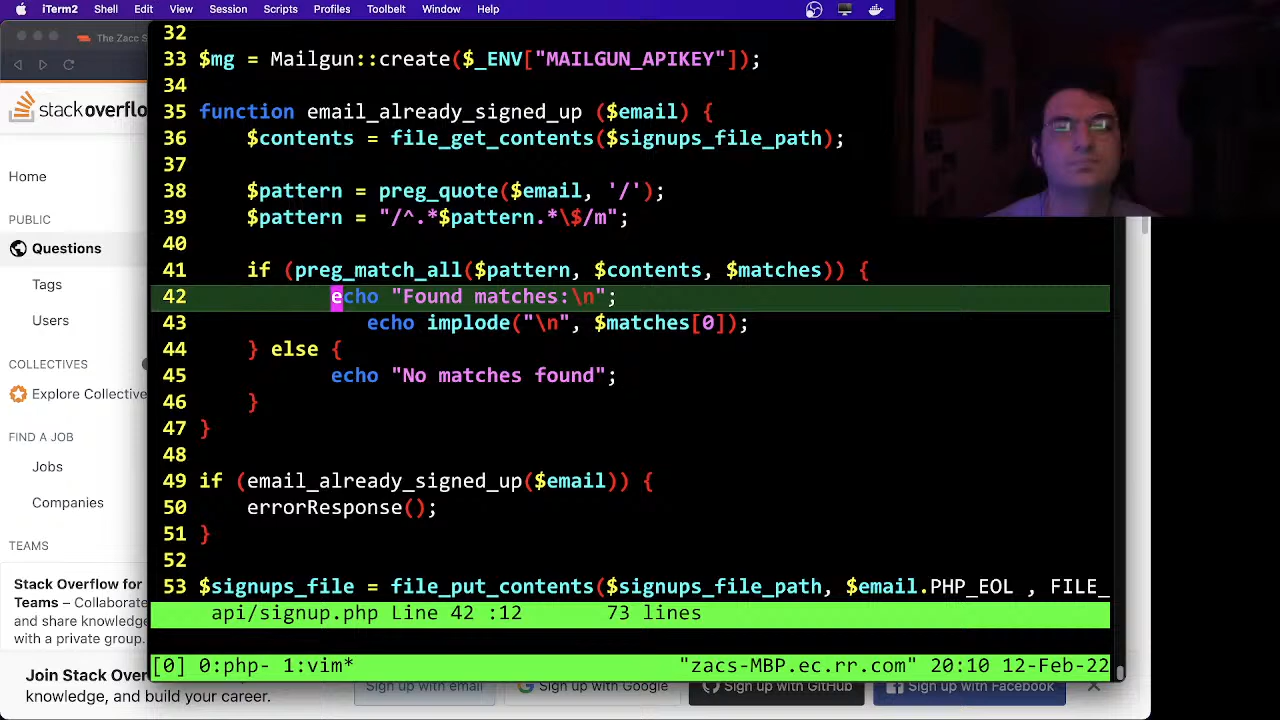 iTerm2 Shell Edit View Session Scripts Profiles Toolbelt Window Help
The Zacc S
stackoverflo
Home
PUBLIC
Questions
Tags
Users
COLLECTIVES
Explore Collective
FIND A JOB
Jobs
Companies
TEAMS
Stack Overflow for
Teams – Collaborate
and share knowledge
with a private group.
Join Stack Over
knowledge, and build your career.
32
33 $mg = Mailgun::create($_ENV["MAILGUN_APIKEY"]);
34
35 function email_already_signed_up ($email) {
36     $contents = file_get_contents($signups_file_path);
37
38     $pattern = preg_quote($email, '/');
39     $pattern = "/^.*$pattern.*\$/m";
40
41     if (preg_match_all($pattern, $contents, $matches)) {
42            echo "Found matches:\n";
43               echo implode("\n", $matches[0]);
44     } else {
45            echo "No matches found";
46     }
47 }
48
49 if (email_already_signed_up($email)) {
50     errorResponse();
51 }
52
53 $signups_file = file_put_contents($signups_file_path, $email.PHP_EOL , FILE_
api/signup.php Line 42 :12 73 lines
[0] 0:php- 1:vim* "zacs-MBP.ec.rr.com" 20:10 12-Feb-22
Sign up with email Sign up with Google Sign up with GitHub Sign up with Facebook